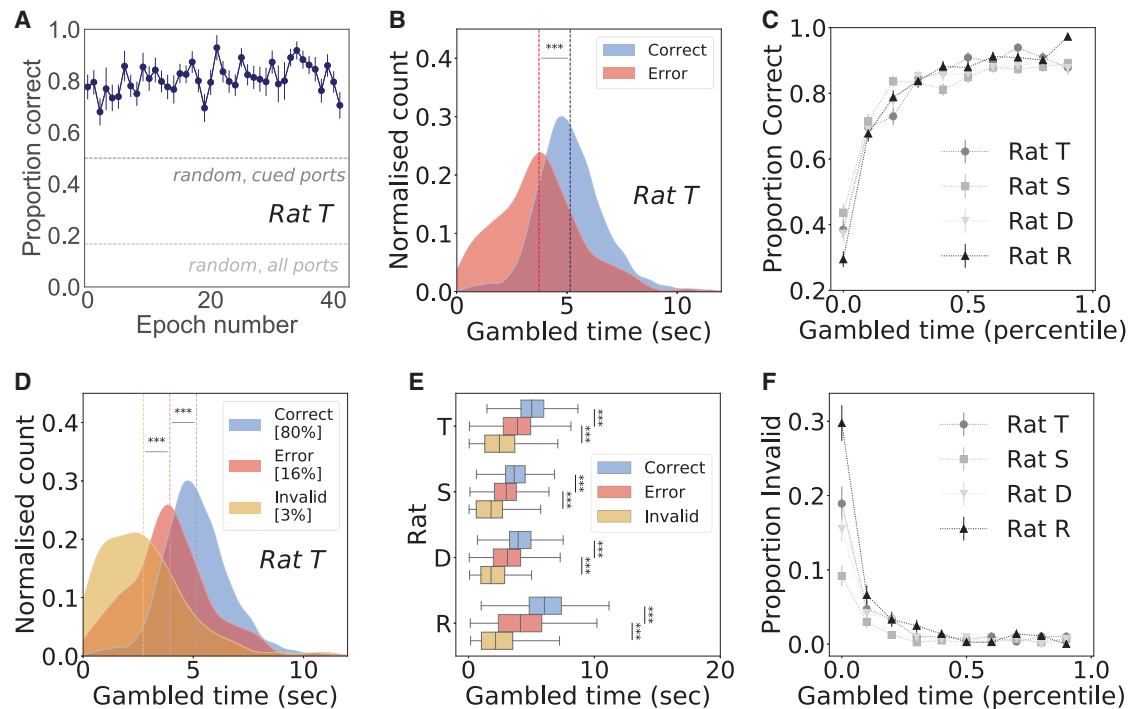 A
1.0
0.8
0.6
0.4
0.2
0.0
Proportion correct
random, cued ports
Rat T
random, all ports
0
20
40
Epoch number
B
0.4
0.3
0.2
0.1
0.0
Normalised count
***
Correct
Error
Rat T
0
5
10
Gambled time (sec)
C
1.0
0.8
0.6
0.4
0.2
Proportion Correct
Rat T
Rat S
Rat D
Rat R
0.0
0.5
1.0
Gambled time (percentile)
D
0.4
0.3
0.2
0.1
0.0
Normalised count
***
***
Correct
[80%]
Error
[16%]
Invalid
[3%]
Rat T
0
5
10
Gambled time (sec)
E
Rat
T
S
D
R
***
***
***
***
***
***
***
***
Correct
Error
Invalid
0
10
20
Gambled time (sec)
F
0.3
0.2
0.1
0.0
Proportion Invalid
Rat T
Rat S
Rat D
Rat R
0.0
0.5
1.0
Gambled time (percentile)